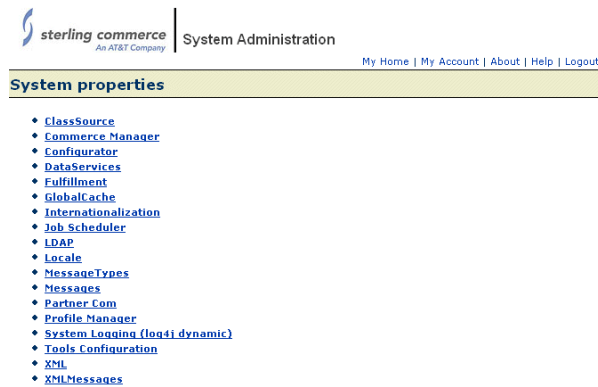 sterling commerce
An AT&T Company
System Administration
My Home | My Account | About | Help | Logout
System properties
ClassSource
Commerce Manager
Configurator
DataServices
Fulfillment
GlobalCache
Internationalization
Job Scheduler
LDAP
Locale
MessageTypes
Messages
Partner Com
Profile Manager
System Logging (log4j dynamic)
Tools Configuration
XML
XMLMessages